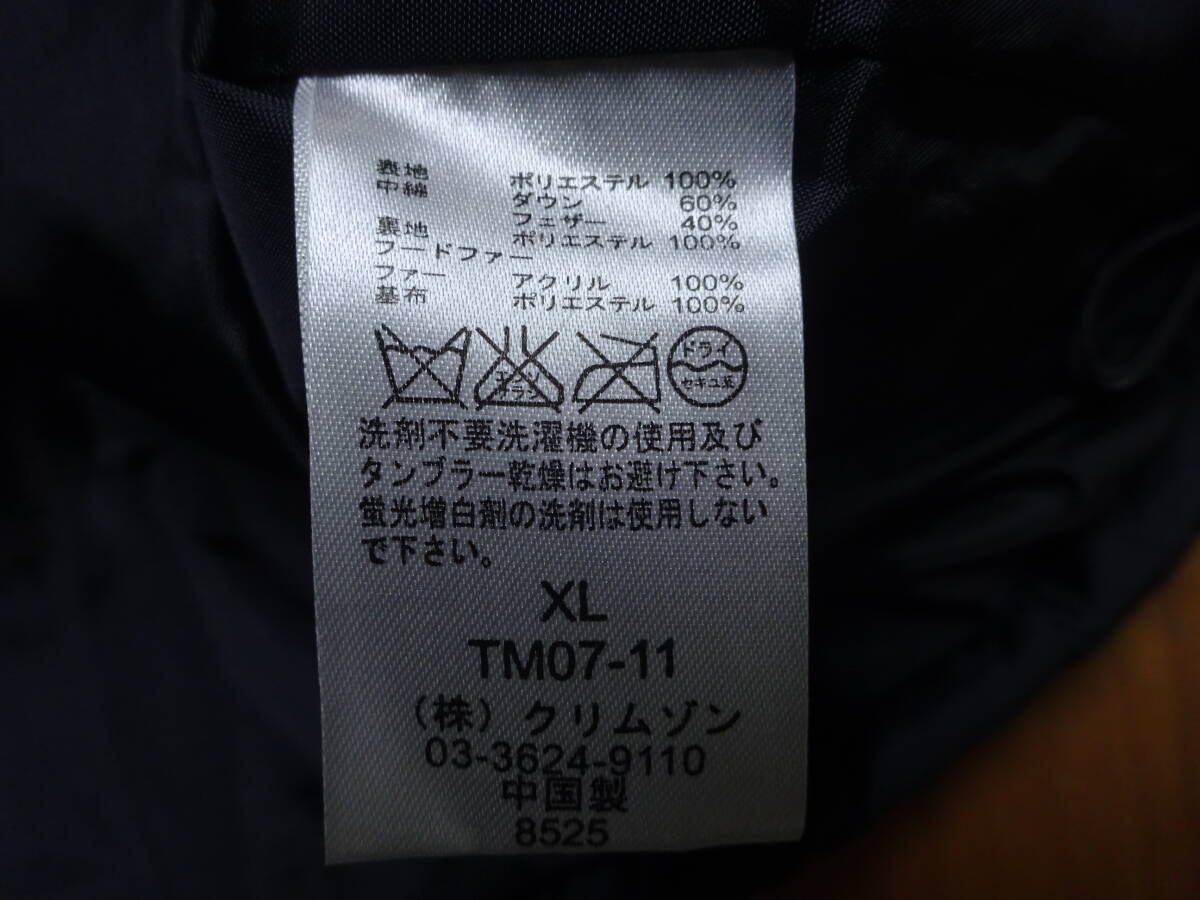 表地 ポリエステル 100%
中綿 ダウン 60%
フェザー 40%
裏地 ポリエステル 100%
フードファー
ファー アクリル 100%
基布 ポリエステル 100%
エンソ
サラシ
ドライ
セキユ系
洗剤不要洗濯機の使用及び
タンブラー乾燥はお避け下さい。
蛍光増白剤の洗剤は使用しない
で下さい。
XL
TM07-11
(株) クリムゾン
03-3624-9110
中国製
8525